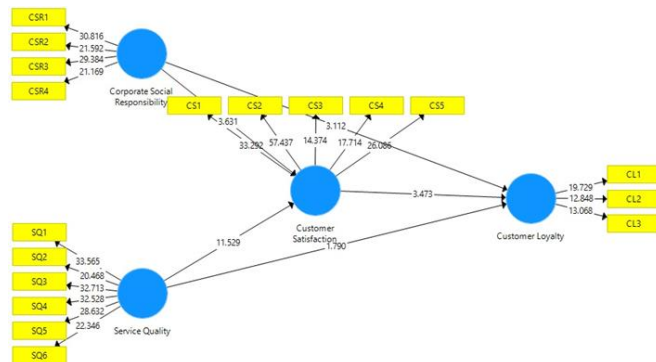 CSR1
30.816
CSR2
21.592
CSR3
29.384
CSR4
21.169
Corporate Social
Responsibility
CS1
CS2
CS3
CS4
CS5
3.631
33.292
57.437
14.374
17.714
26.086
3.112
3.473
CL1
19.729
CL2
12.848
CL3
13.068
Customer Loyalty
Customer
Satisfaction
11.529
1.790
SQ1
33.565
SQ2
20.468
SQ3
32.713
SQ4
32.528
SQ5
28.632
SQ6
22.346
Service Quality